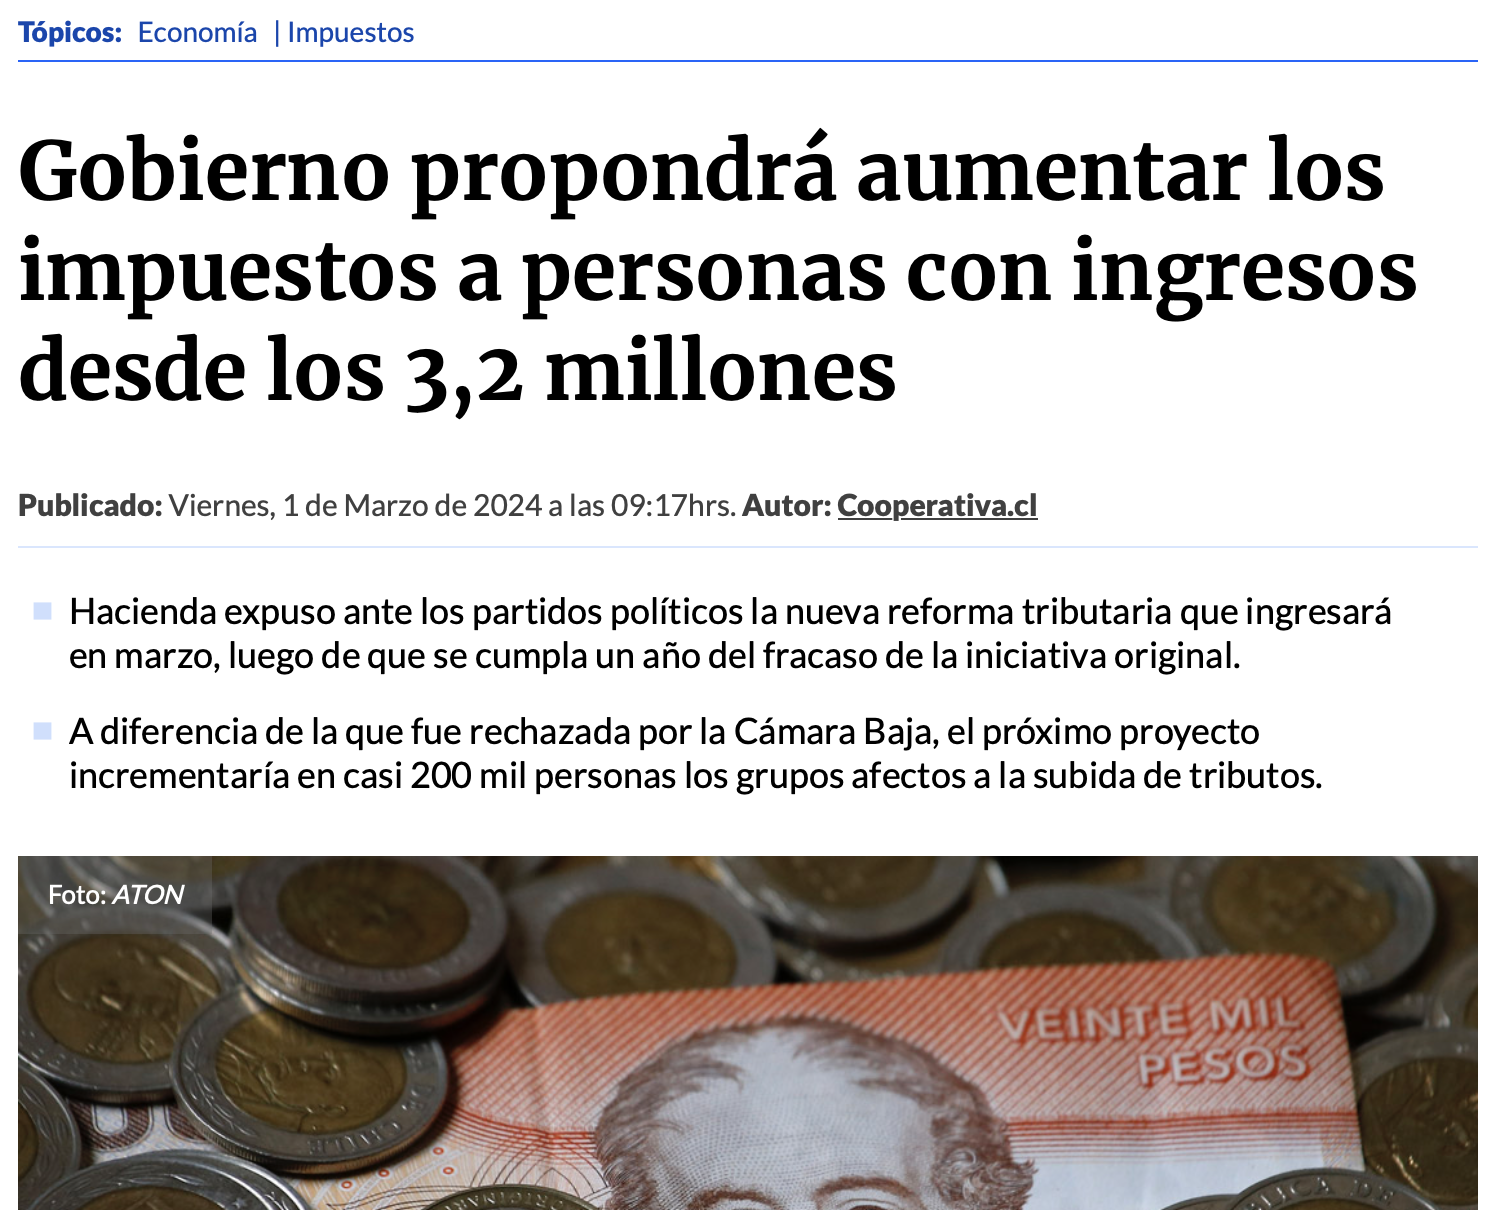 Tópicos: Economía | Impuestos
Gobierno propondrá aumentar los
impuestos a personas con ingresos
desde los 3,2 millones
Publicado: Viernes, 1 de Marzo de 2024 a las 09:17hrs. Autor: Cooperativa.cl
Hacienda expuso ante los partidos políticos la nueva reforma tributaria que ingresará
en marzo, luego de que se cumpla un año del fracaso de la iniciativa original.
A diferencia de la que fue rechazada por la Cámara Baja, el próximo proyecto
incrementaría en casi 200 mil personas los grupos afectos a la subida de tributos.
Foto: ATON
VEINTE MIL
PESOS
DE CHILE